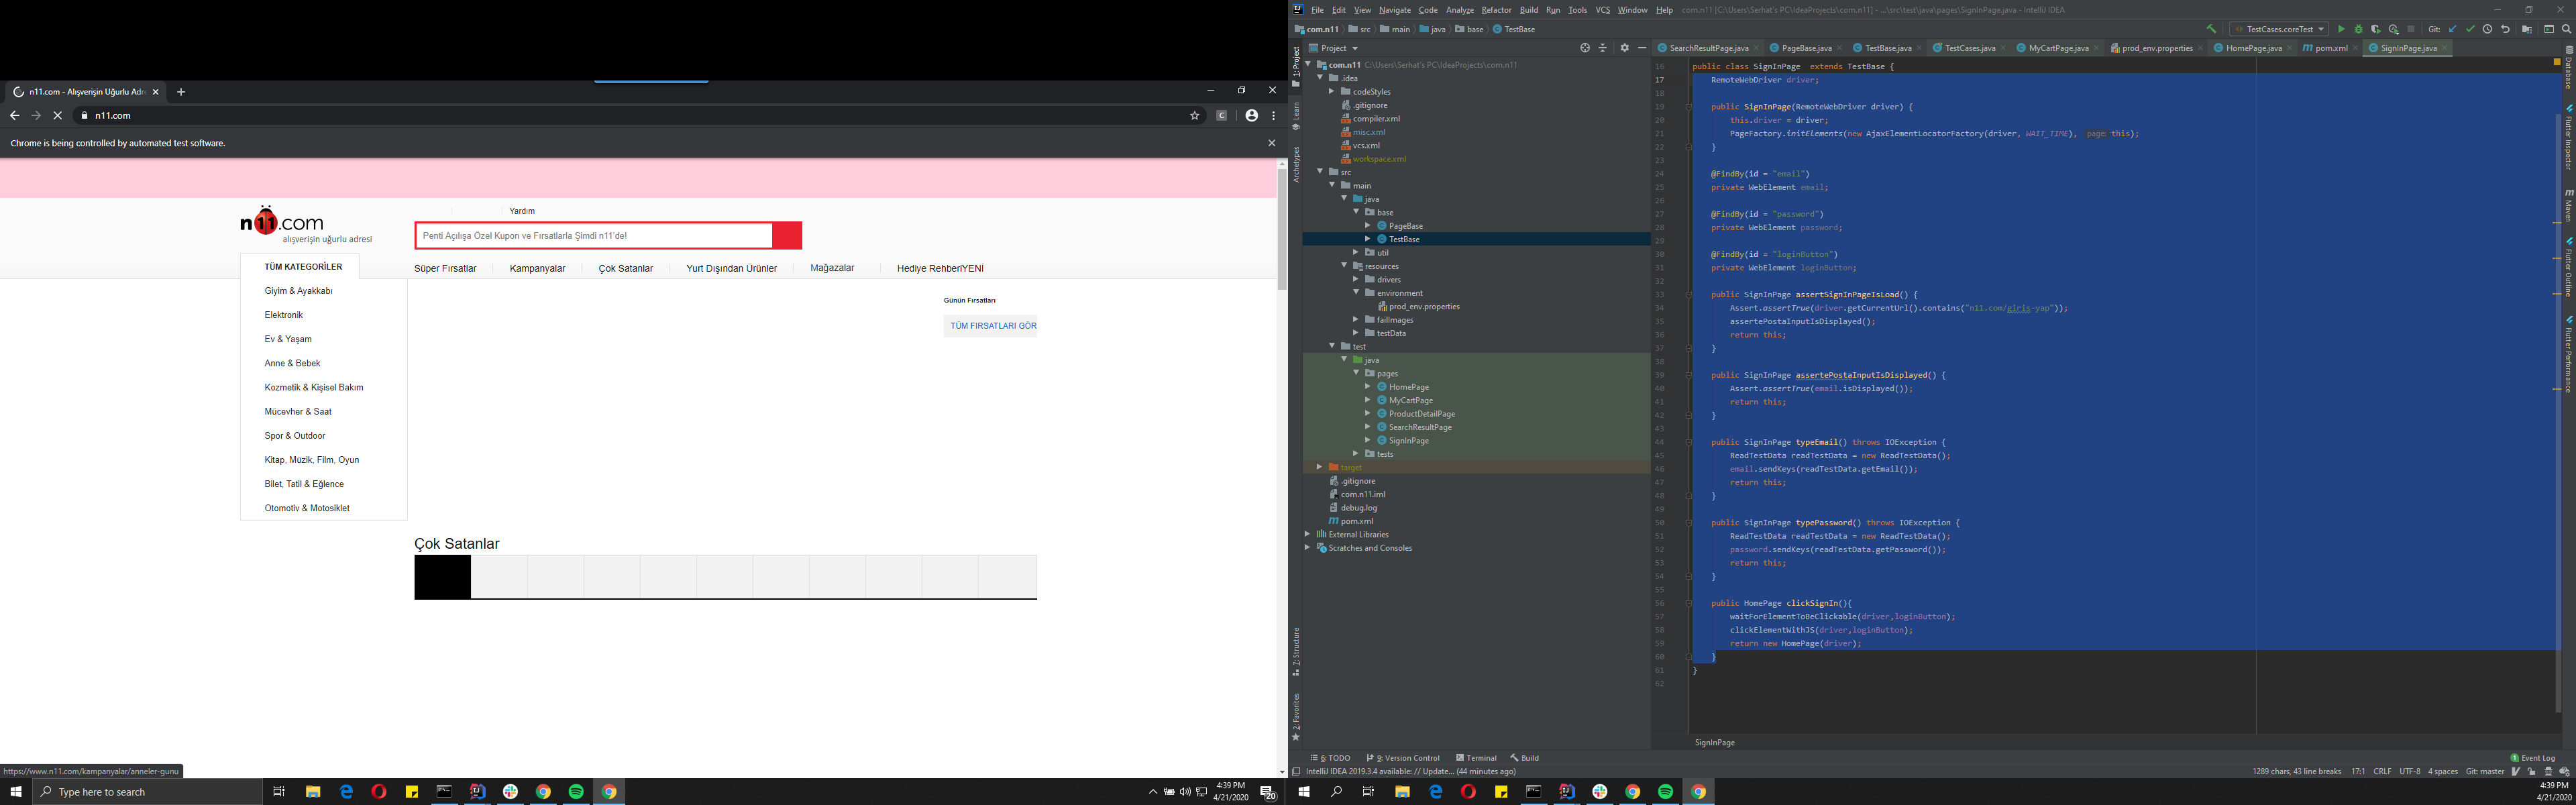 n11.com - Alışverişin Uğurlu Adre
n11.com
Chrome is being controlled by automated test software.
Yardım
n11.com
alışverişin uğurlu adresi
Penti Açılışa Özel Kupon ve Fırsatlarla Şimdi n11'de!
TÜM KATEGORİLER
Süper Fırsatlar
Kampanyalar
Çok Satanlar
Yurt Dışından Ürünler
Mağazalar
Hediye RehberiYENİ
Giyim & Ayakkabı
Elektronik
Ev & Yaşam
Anne & Bebek
Kozmetik & Kişisel Bakım
Mücevher & Saat
Spor & Outdoor
Kitap, Müzik, Film, Oyun
Bilet, Tatil & Eğlence
Otomotiv & Motosiklet
Günün Fırsatları
TÜM FIRSATLARI GÖR
Çok Satanlar
https://www.n11.com/kampanyalar/anneler-gunu
Type here to search
4:39 PM
4/21/2020
20
File Edit View Navigate Code Analyze Refactor Build Run Tools VCS Window Help com.n11 [C:\Users\Serhat's PC\IdeaProjects\com.n11] - ...\src\test\java\pages\SignInPage.java - IntelliJ IDEA
com.n11 src main java base TestBase
TestCases.coreTest
Git:
Project
SearchResultPage.java PageBase.java TestBase.java TestCases.java MyCartPage.java prod_env.properties HomePage.java pom.xml SignInPage.java
1: Project
Learn
Archetypes
7: Structure
2: Favorites
com.n11 C:\Users\Serhat's PC\IdeaProjects\com.n11
.idea
codeStyles
.gitignore
compiler.xml
misc.xml
vcs.xml
workspace.xml
src
main
java
base
PageBase
TestBase
util
resources
drivers
environment
prod_env.properties
failImages
testData
test
java
pages
HomePage
MyCartPage
ProductDetailPage
SearchResultPage
SignInPage
tests
target
.gitignore
com.n11.iml
debug.log
pom.xml
External Libraries
Scratches and Consoles
16 public class SignInPage extends TestBase {
17 RemoteWebDriver driver;
18
19 public SignInPage(RemoteWebDriver driver) {
20 this.driver = driver;
21 PageFactory.initElements(new AjaxElementLocatorFactory(driver, WAIT_TIME), page: this);
22 }
23
24 @FindBy(id = "email")
25 private WebElement email;
26
27 @FindBy(id = "password")
28 private WebElement password;
29
30 @FindBy(id = "loginButton")
31 private WebElement loginButton;
32
33 public SignInPage assertSignInPageIsLoad() {
34 Assert.assertTrue(driver.getCurrentUrl().contains("n11.com/giris-yap"));
35 assertePostaInputIsDisplayed();
36 return this;
37 }
38
39 public SignInPage assertePostaInputIsDisplayed() {
40 Assert.assertTrue(email.isDisplayed());
41 return this;
42 }
43
44 public SignInPage typeEmail() throws IOException {
45 ReadTestData readTestData = new ReadTestData();
46 email.sendKeys(readTestData.getEmail());
47 return this;
48 }
49
50 public SignInPage typePassword() throws IOException {
51 ReadTestData readTestData = new ReadTestData();
52 password.sendKeys(readTestData.getPassword());
53 return this;
54 }
55
56 public HomePage clickSignIn(){
57 waitForElementToBeClickable(driver,loginButton);
58 clickElementWithJS(driver,loginButton);
59 return new HomePage(driver);
60 }
61 }
62
SignInPage
Database
Flutter Inspector
Maven
Flutter Outline
Flutter Performance
6: TODO 9: Version Control Terminal Build
1 Event Log
IntelliJ IDEA 2019.3.4 available: // Update... (44 minutes ago)
1289 chars, 43 line breaks 17:1 CRLF UTF-8 4 spaces Git: master
4:39 PM
4/21/2020